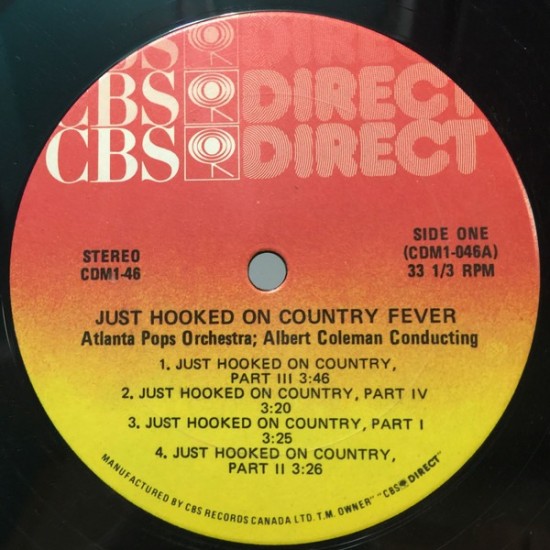 CBS DIRECT
CBS DIRECT
CBS DIRECT
STEREO
CDM1-46
SIDE ONE
(CDM1-046A)
33 1/3 RPM
JUST HOOKED ON COUNTRY FEVER
Atlanta Pops Orchestra; Albert Coleman Conducting
1. JUST HOOKED ON COUNTRY,
PART III 3:46
2. JUST HOOKED ON COUNTRY, PART IV
3:20
3. JUST HOOKED ON COUNTRY, PART I
3:25
4. JUST HOOKED ON COUNTRY,
PART II 3:26
MANUFACTURED BY CBS RECORDS CANADA LTD. T.M. OWNER" "CBS DIRECT"